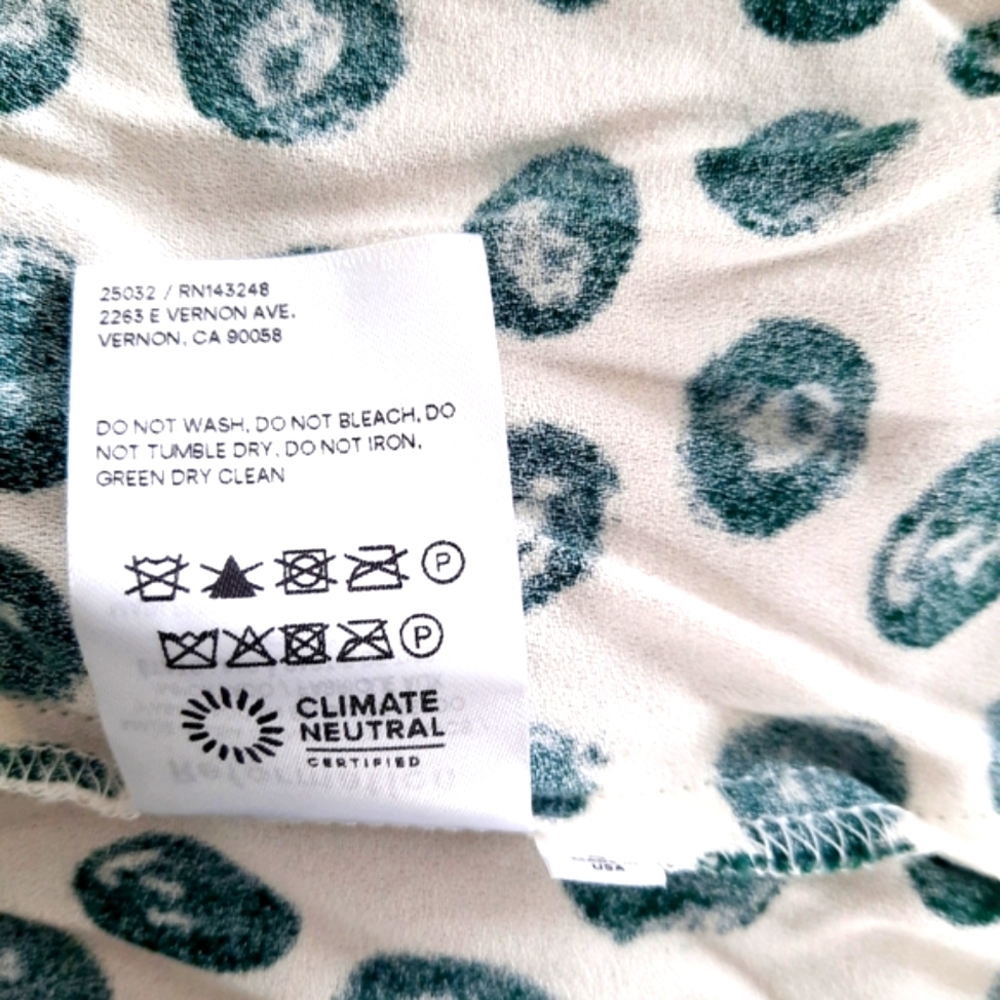 25032 / RN143248
2263 E VERNON AVE.
VERNON, CA 90058
DO NOT WASH, DO NOT BLEACH, DO
NOT TUMBLE DRY, DO NOT IRON,
GREEN DRY CLEAN
P
P
CLIMATE
NEUTRAL
CERTIFIED
Reformation
USA